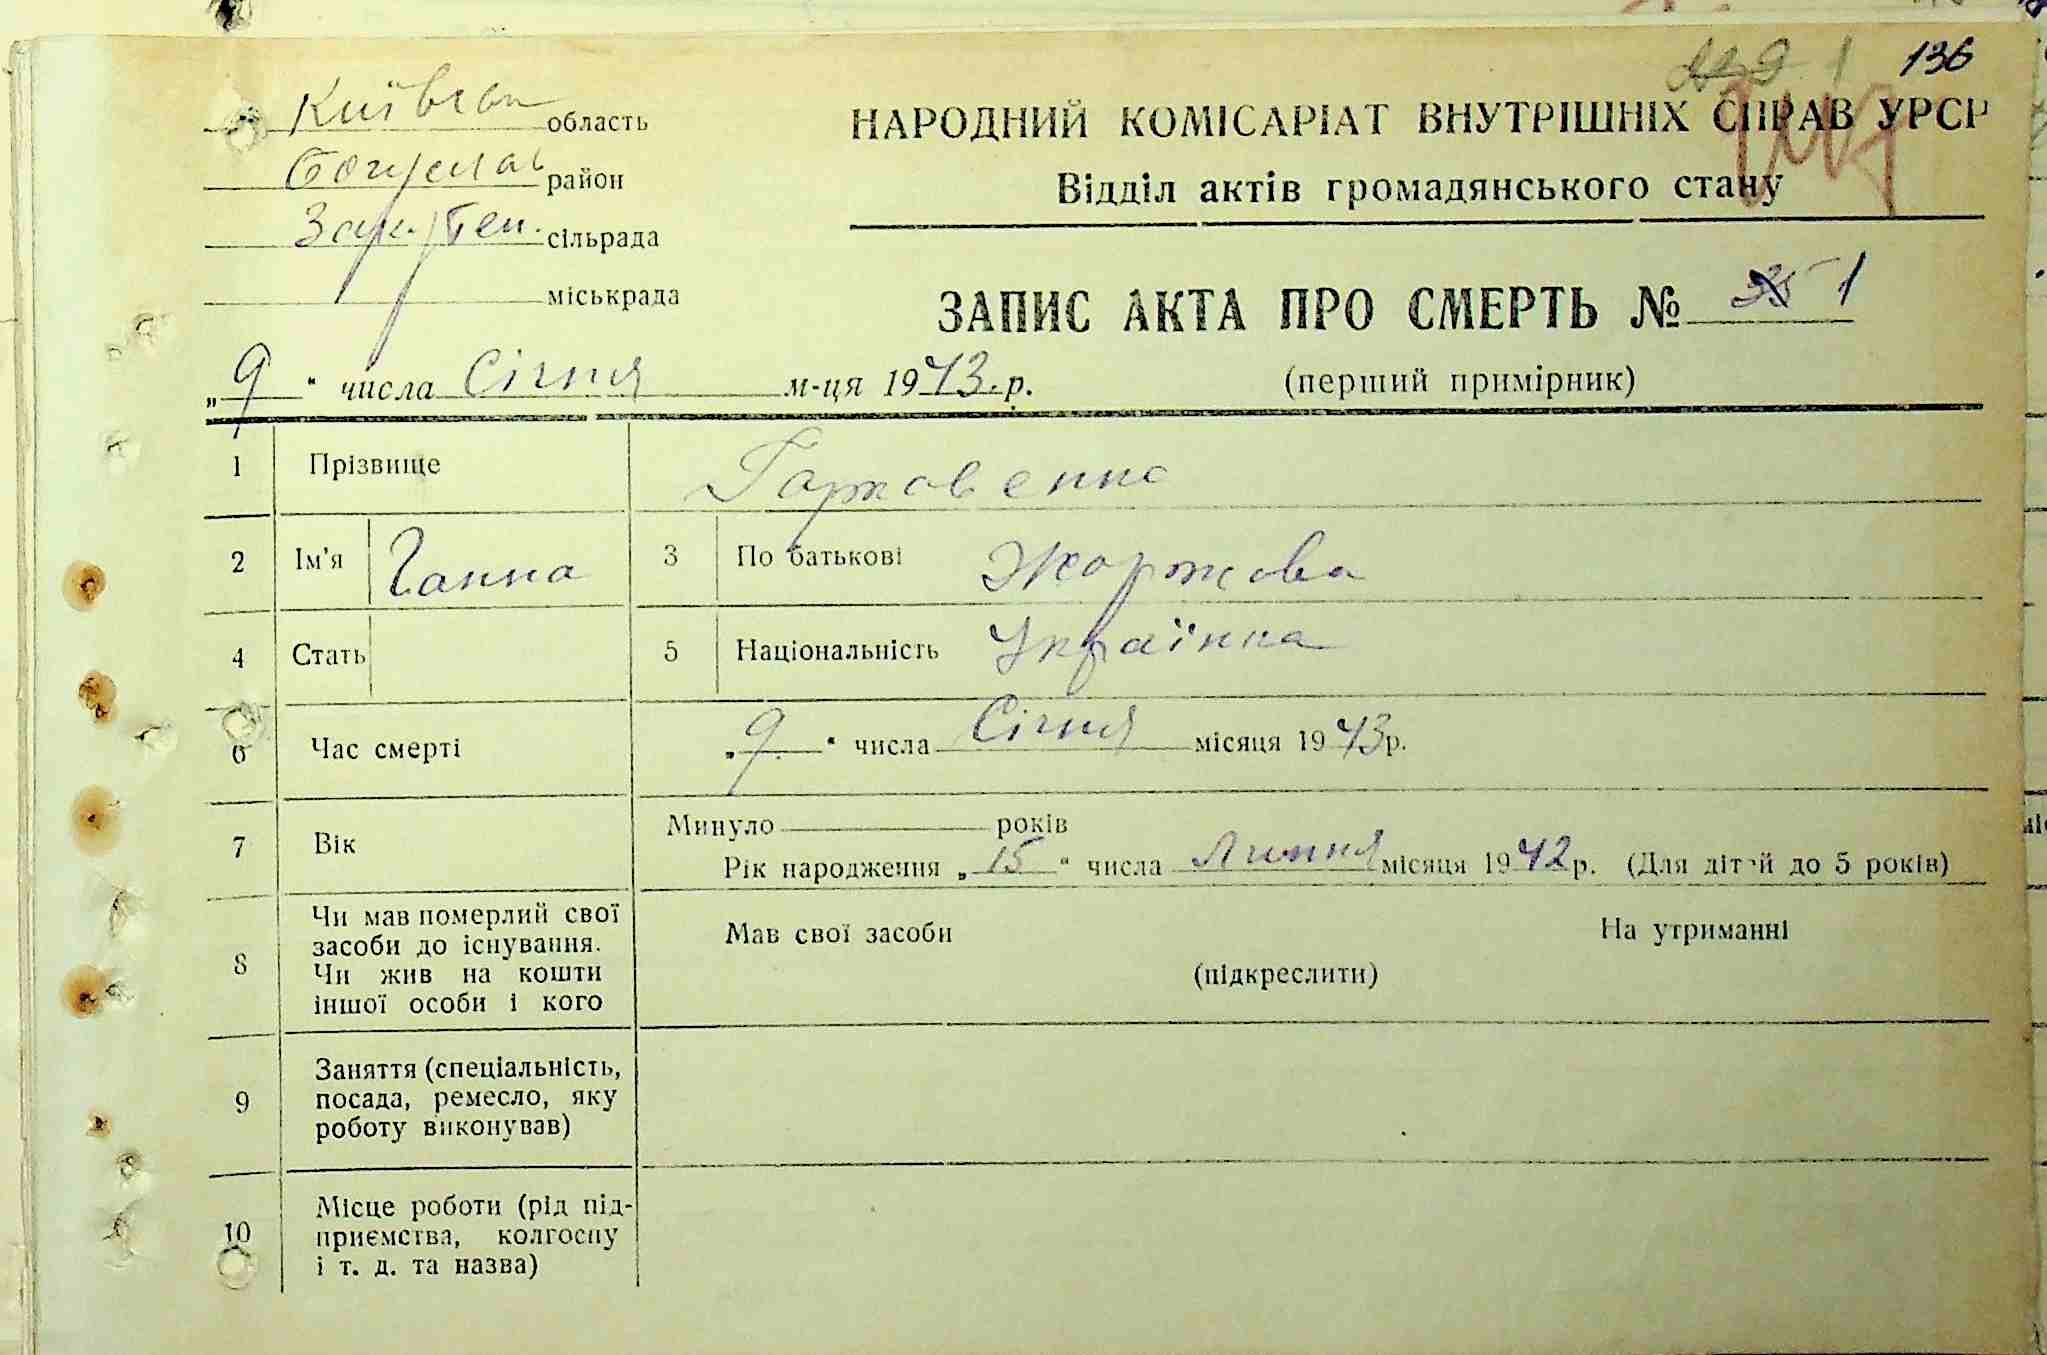 136
Київська область
НАРОДНИЙ КОМІСАРІАТ ВНУТРІШНІХ СПРАВ УРСР
Богуслав район
Відділ актів громадянського стану
сільрада
міськрада
ЗАПИС АКТА ПРО СМЕРТЬ № 1
„9“ числа Січня м-ця 1943 р.
(перший примірник)
1 Прізвище
2 Ім'я Ганна 3 По батькові
4 Стать 5 Національність Українка
6 Час смерті „9“ числа Січня місяця 1943 р.
7 Вік Минуло років
Рік народження „15“ числа Липня місяця 1942 р. (Для дітей до 5 років)
8 Чи мав померлий свої
засоби до існування.
Чи жив на кошти
іншої особи і кого
Мав свої засоби На утриманні
(підкреслити)
9 Заняття (спеціальність,
посада, ремесло, яку
роботу виконував)
10 Місце роботи (рід під-
приємства, колгоспу
і т. д. та назва)